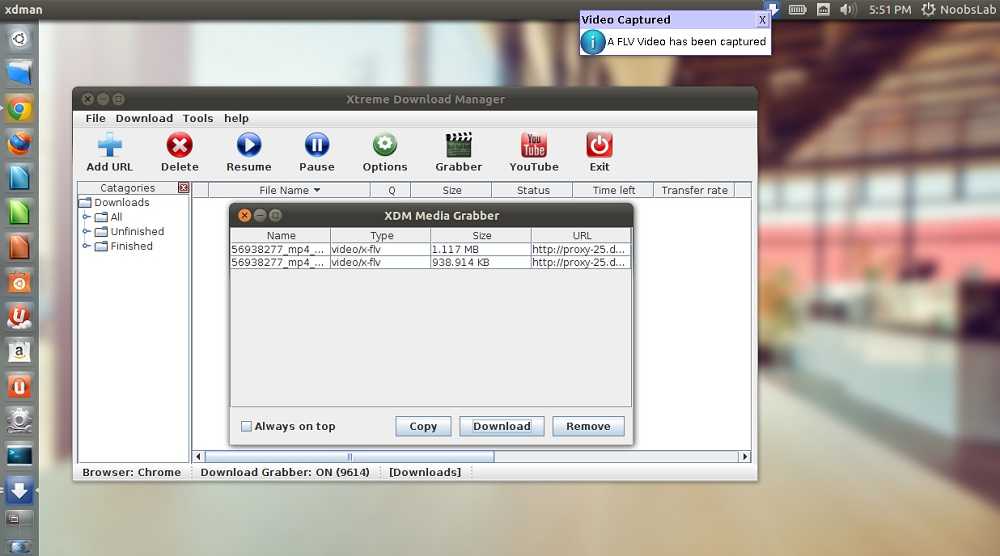 xdman
5:51 PM NoobsLab
Video Captured X
A FLV Video has been captured
Xtreme Download Manager
File Download Tools help
Add URL Delete Resume Pause Options Grabber YouTube Exit
You
Tube
Catagories
File Name Q Size Status Time left Transfer rate
Downloads
All
Unfinished
Finished
XDM Media Grabber
Name Type Size URL
56938277_mp4_... video/x-flv 1.117 MB http://proxy-25.d...
56938277_mp4_... video/x-flv 938.914 KB http://proxy-25.d...
Always on top Copy Download Remove
Browser: Chrome Download Grabber: ON (9614) [Downloads]